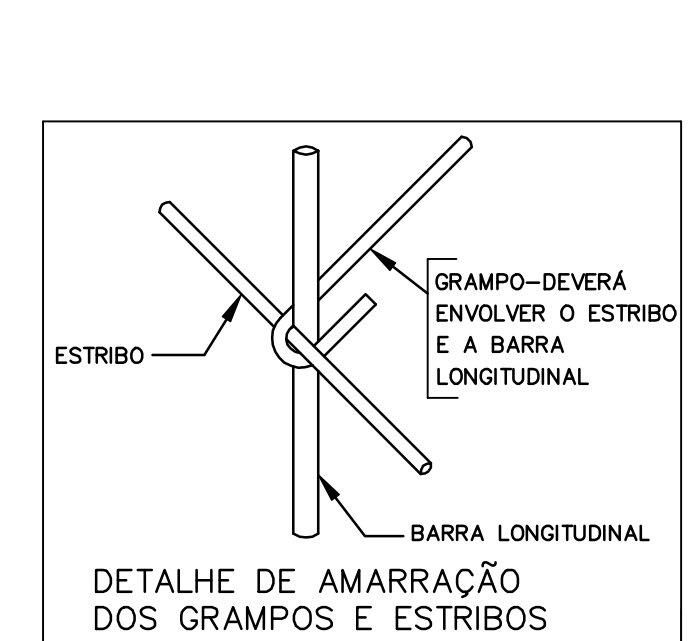 GRAMPO-DEVERÁ
ENVOLVER O ESTRIBO
E A BARRA
LONGITUDINAL
ESTRIBO
BARRA LONGITUDINAL
DETALHE DE AMARRAÇÃO
DOS GRAMPOS E ESTRIBOS